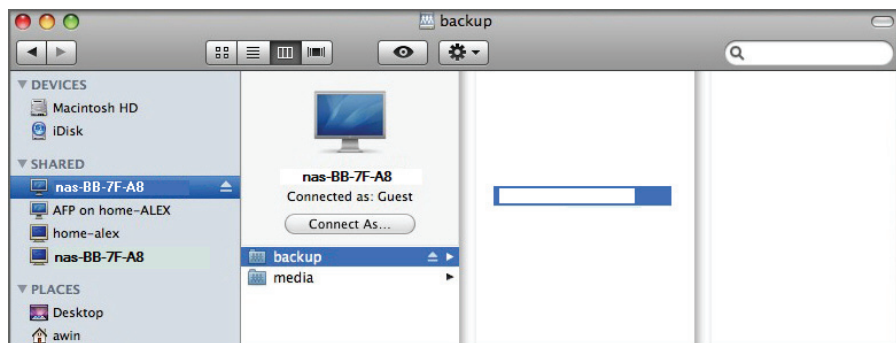 backup
DEVICES
Macintosh HD
iDisk
SHARED
nas-BB-7F-A8
AFP on home-ALEX
home-alex
nas-BB-7F-A8
PLACES
Desktop
awin
nas-BB-7F-A8
Connected as: Guest
Connect As...
backup
media